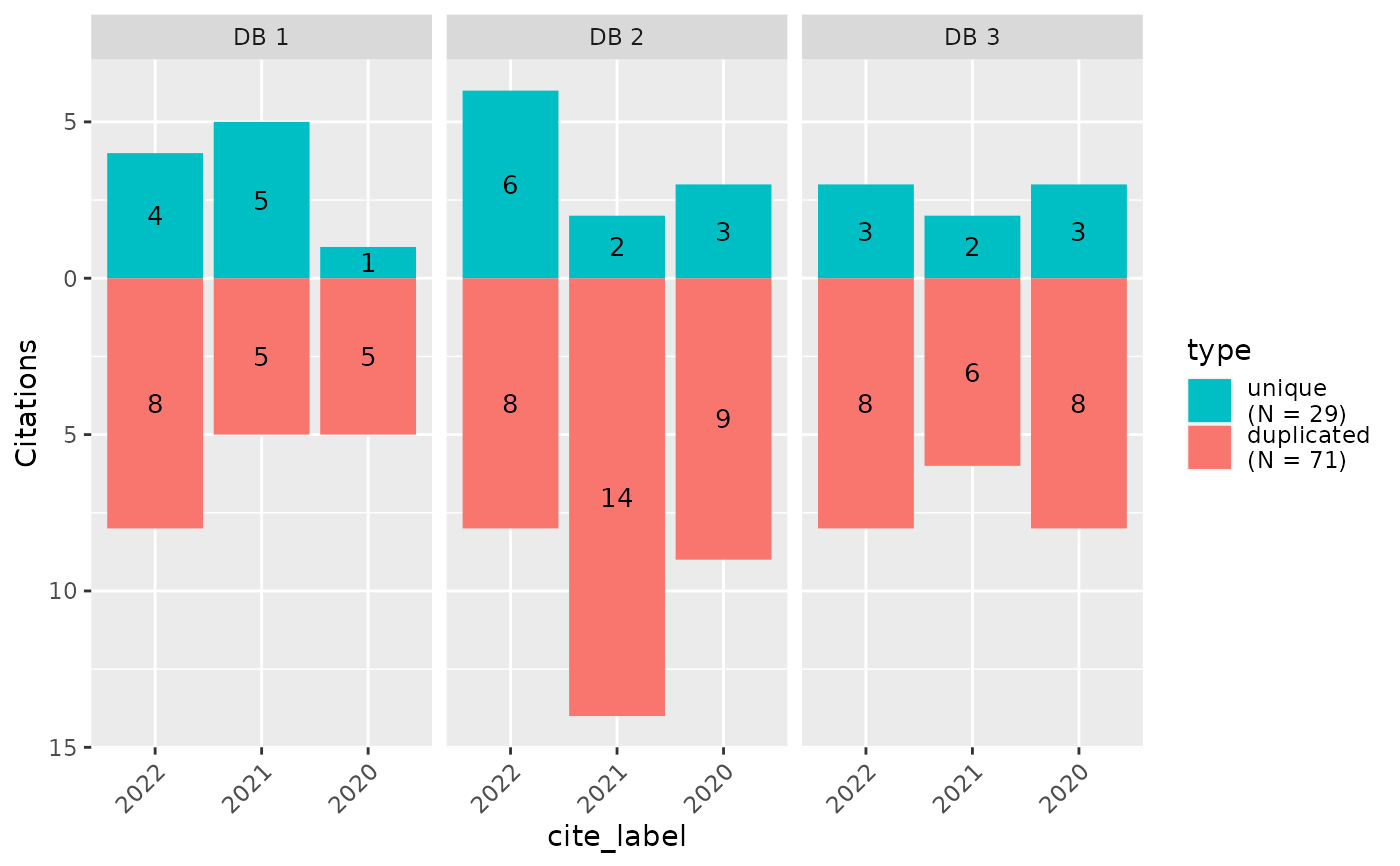 DB 1 DB 2 DB 3
5
0
5
10
15
Citations
4 5 1
8 5 5
6 2 3
8 14 9
3 2 3
8 6 8
2022 2021 2020 2022 2021 2020 2022 2021 2020
cite_label
type
unique
(N = 29)
duplicated
(N = 71)